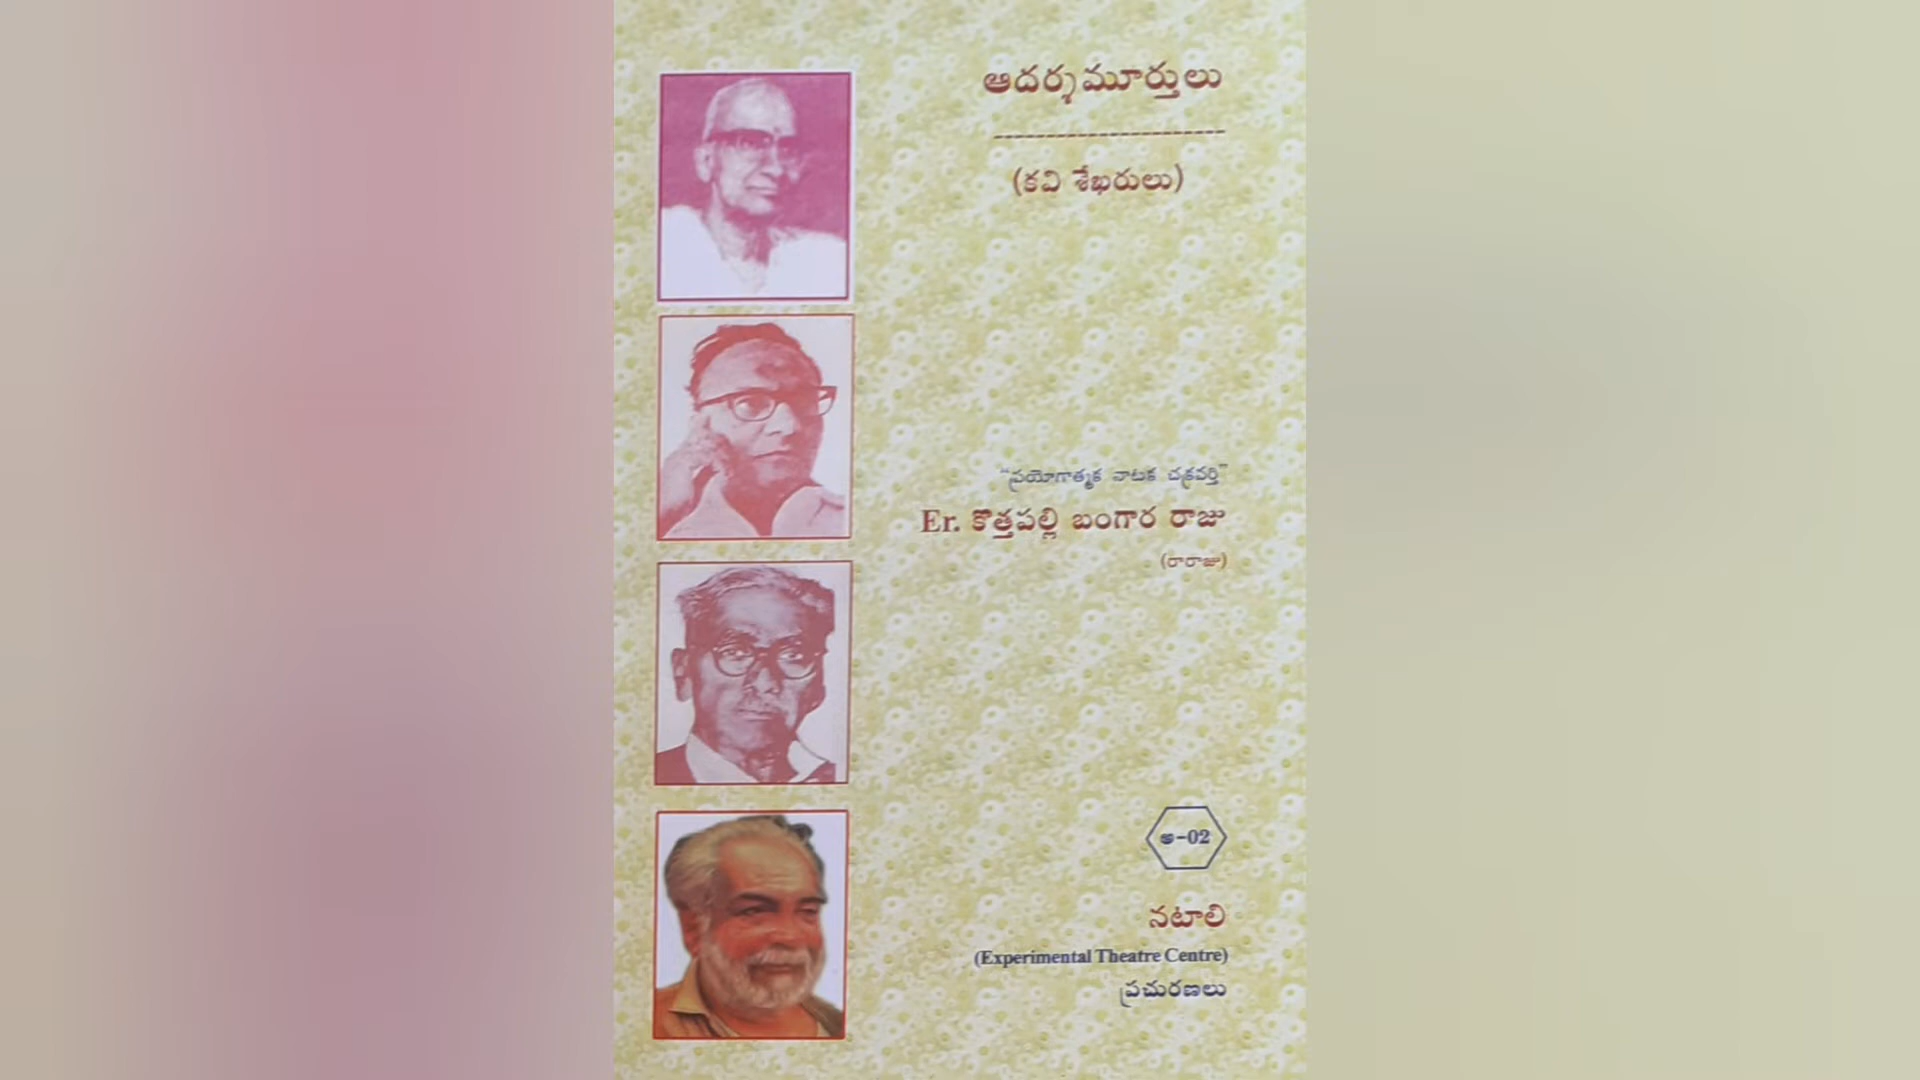 ఆదర్శమూర్తులు
----------------------
(కవి శేఖరులు)
"ప్రయోగాత్మక నాటక చక్రవర్తి"
Er. కొత్తపల్లి బంగార రాజు
(రారాజు)
అ-02
నటాలి
(Experimental Theatre Centre)
ప్రచురణలు